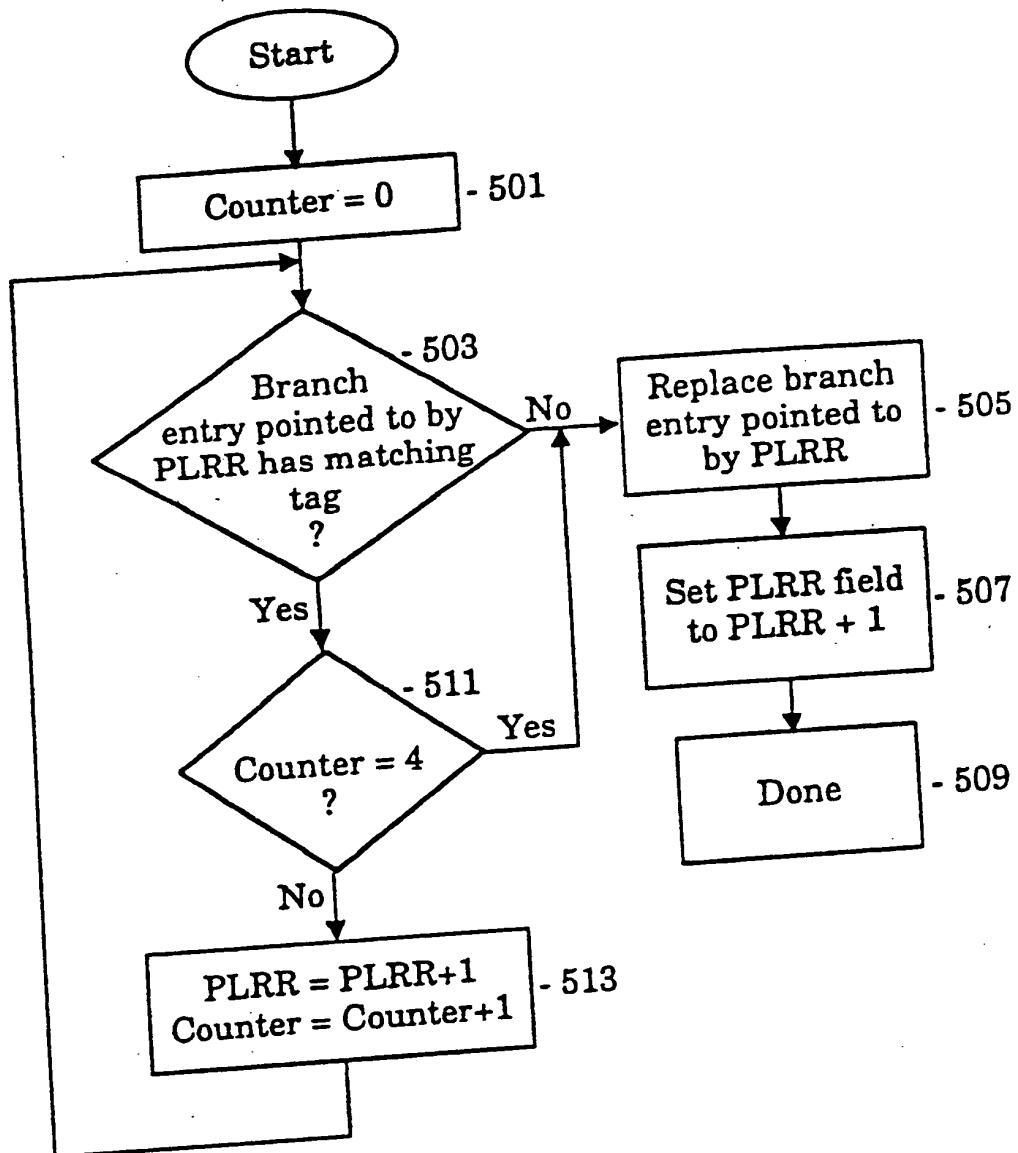 Start
Counter = 0
- 501
- 503
Branch
entry pointed to by
PLRR has matching
tag
?
No
Replace branch
entry pointed to
by PLRR
- 505
Yes
Set PLRR field
to PLRR + 1
- 507
- 511
Counter = 4
?
Yes
Done
- 509
No
PLRR = PLRR+1
Counter = Counter+1
- 513